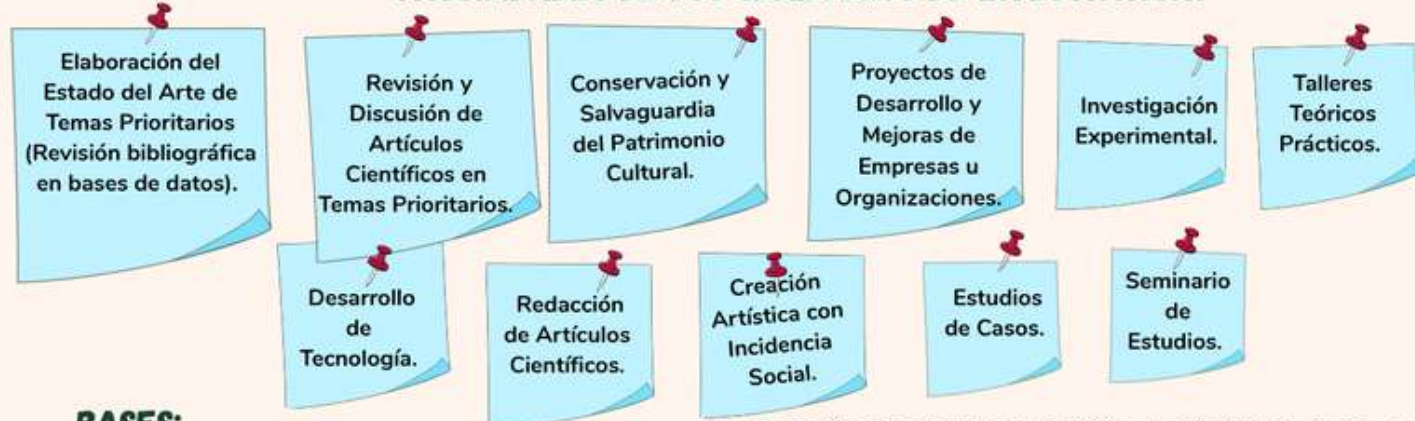 Elaboración del
Estado del Arte de
Temas Prioritarios
(Revisión bibliográfica
en bases de datos).
Revisión y
Discusión de
Artículos
Científicos en
Temas Prioritarios.
Conservación y
Salvaguardia
del Patrimonio
Cultural.
Proyectos de
Desarrollo y
Mejoras de
Empresas u
Organizaciones.
Investigación
Experimental.
Talleres
Teóricos
Prácticos.
Desarrollo
de
Tecnología.
Redacción
de Artículos
Científicos.
Creación
Artística con
Incidencia
Social.
Estudios
de Casos.
Seminario
de
Estudios.
BASES: